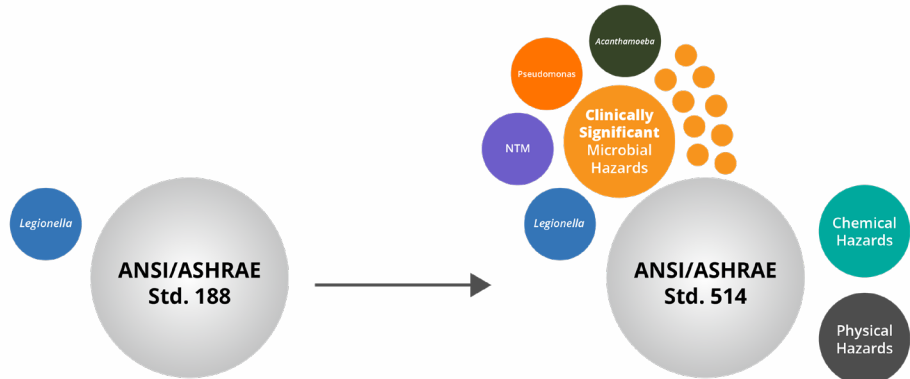 Legionella
ANSI/ASHRAE
Std. 188
Acanthamoeba
Pseudomonas
NTM
Clinically
Significant
Microbial
Hazards
Legionella
ANSI/ASHRAE
Std. 514
Chemical
Hazards
Physical
Hazards